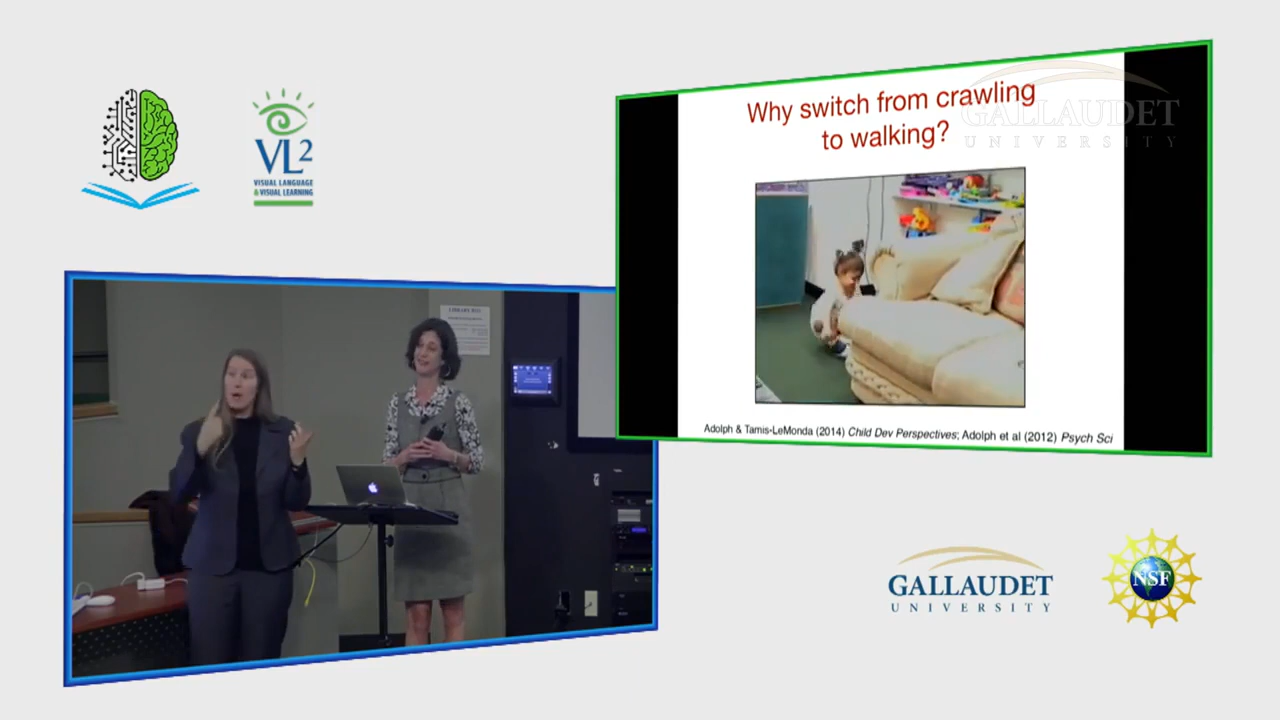 VL2
VISUAL LANGUAGE
& VISUAL LEARNING
Why switch from crawling
to walking?
GALLAUDET
UNIVERSITY
Adolph & Tamis-LeMonda (2014) Child Dev Perspectives; Adolph et al (2012) Psych Sci
GALLAUDET
UNIVERSITY
NSF